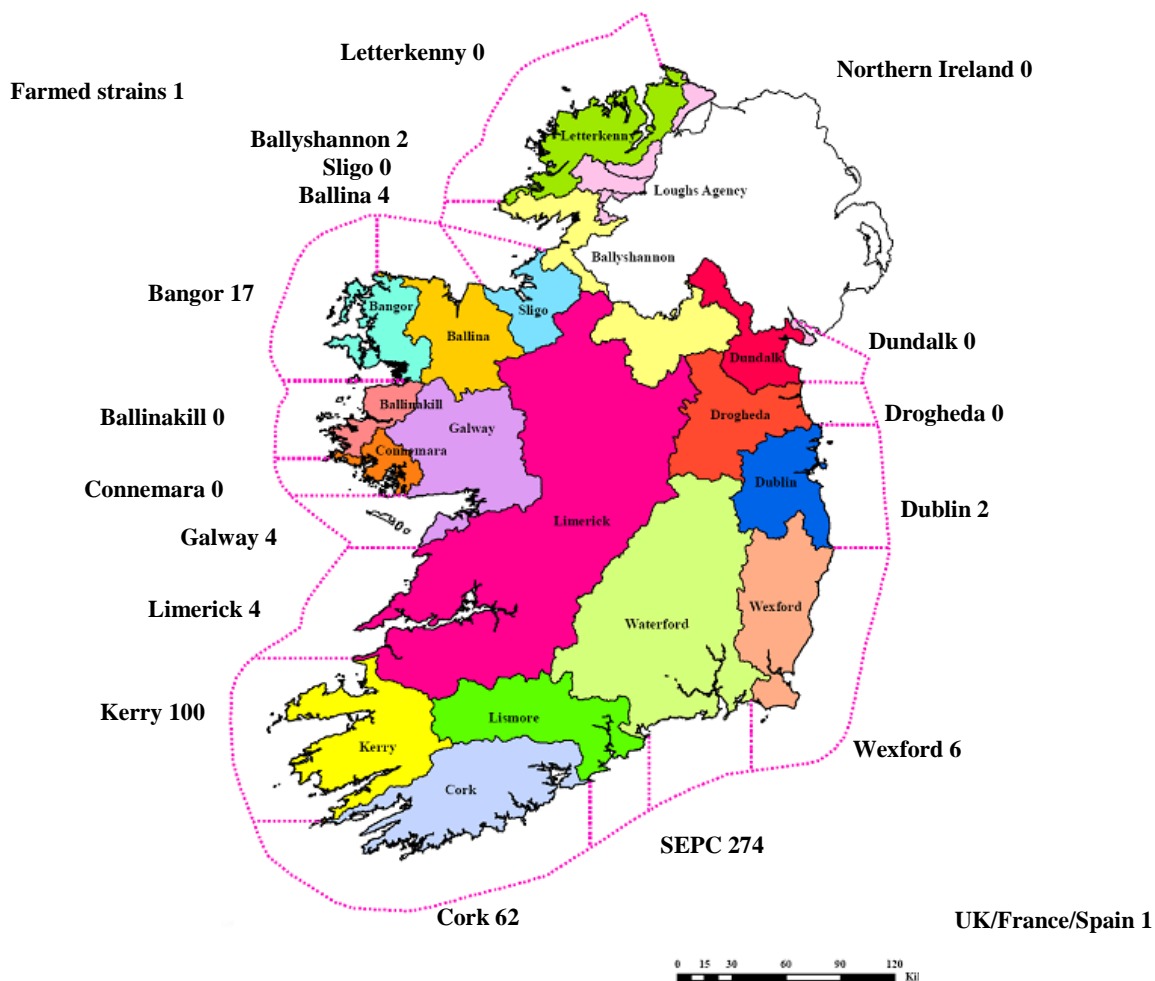 Letterkenny 0
Northern Ireland 0
Farmed strains 1
Letterkenny
Ballyshannon 2
Sligo 0
Ballina 4
Loughs Agency
Ballyshannon
Bangor 17
Bangor
Sligo
Ballina
Dundalk 0
Dundalk
Ballinakill 0
Ballinakill
Galway
Drogheda
Drogheda 0
Connemara
Connemara 0
Dublin
Dublin 2
Galway 4
Limerick
Limerick 4
Wexford
Waterford
Kerry 100
Lismore
Kerry
Wexford 6
Cork
SEPC 274
Cork 62
UK/France/Spain 1
0 15 30 60 90 120
Kil